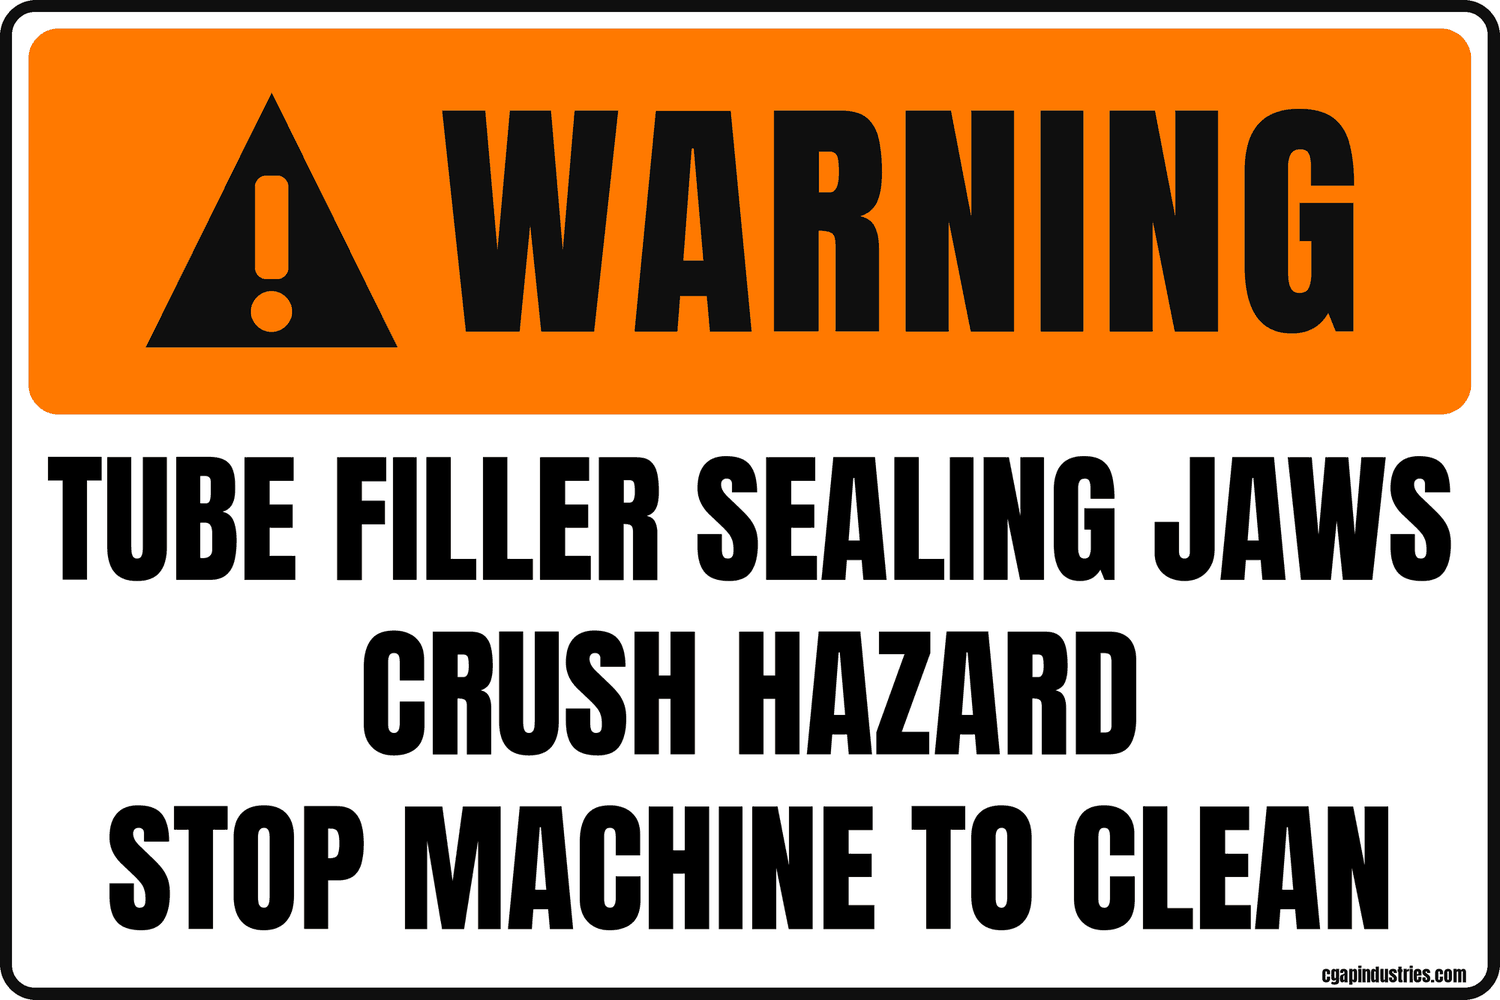 WARNING
TUBE FILLER SEALING JAWS
CRUSH HAZARD
STOP MACHINE TO CLEAN
cgapindustries.com